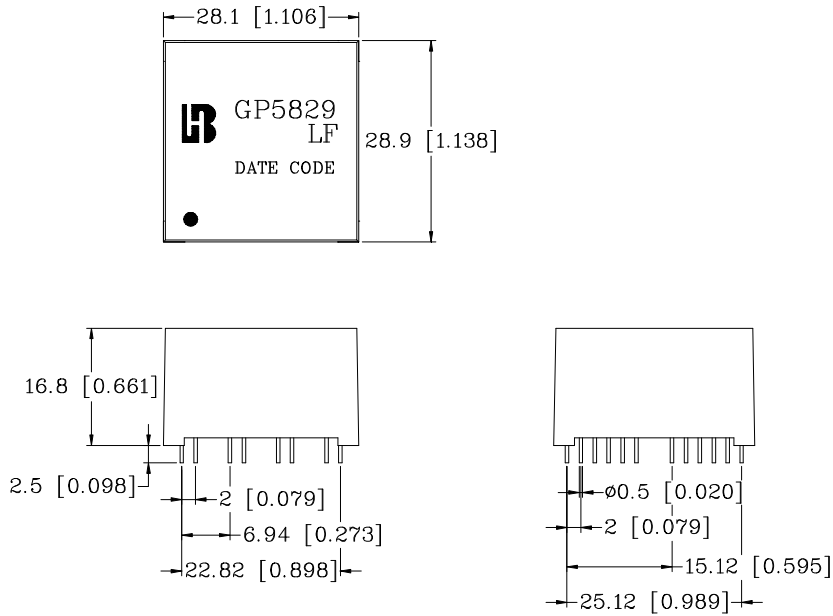 28.1 [1.106]
GP5829
LF
DATE CODE
28.9 [1.138]
16.8 [0.661]
2.5 [0.098]
2 [0.079]
6.94 [0.273]
22.82 [0.898]
ø0.5 [0.020]
2 [0.079]
15.12 [0.595]
25.12 [0.989]